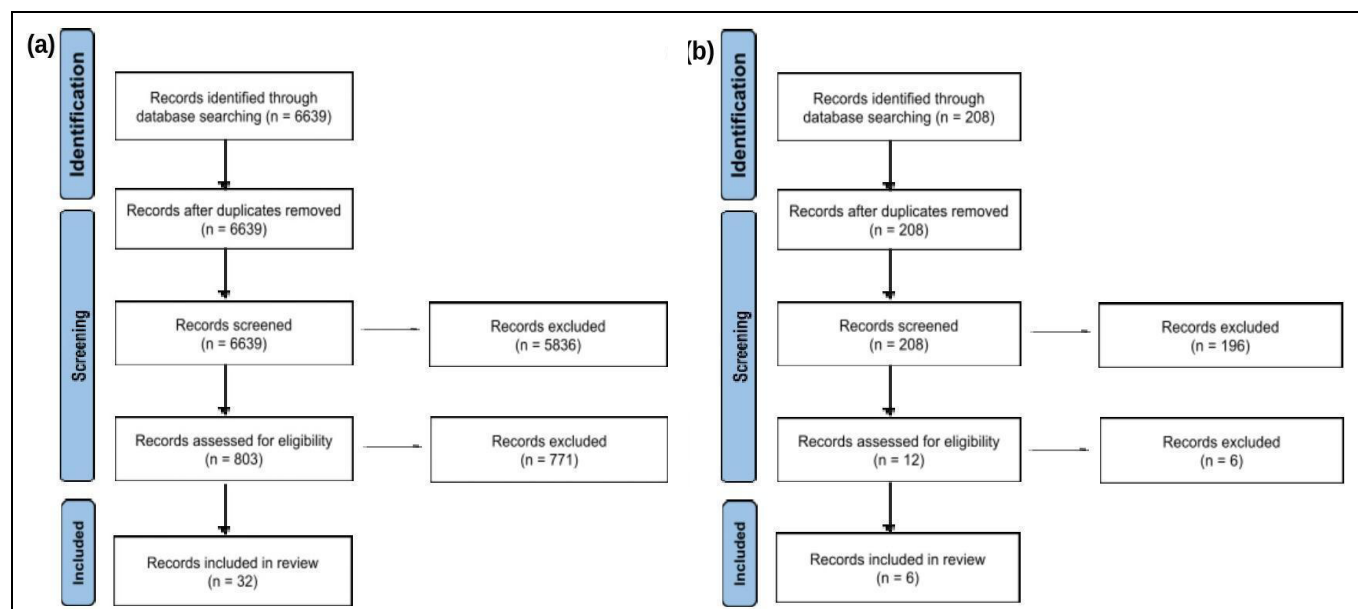 (a)
Identification
Records identified through
database searching (n = 6639)
Records after duplicates removed
(n = 6639)
Screening
Records screened
(n = 6639)
Records excluded
(n = 5836)
Records assessed for eligibility
(n = 803)
Records excluded
(n = 771)
Included
Records included in review
(n = 32)
(b)
Identification
Records identified through
database searching (n = 208)
Records after duplicates removed
(n = 208)
Screening
Records screened
(n = 208)
Records excluded
(n = 196)
Records assessed for eligibility
(n = 12)
Records excluded
(n = 6)
Included
Records included in review
(n = 6)